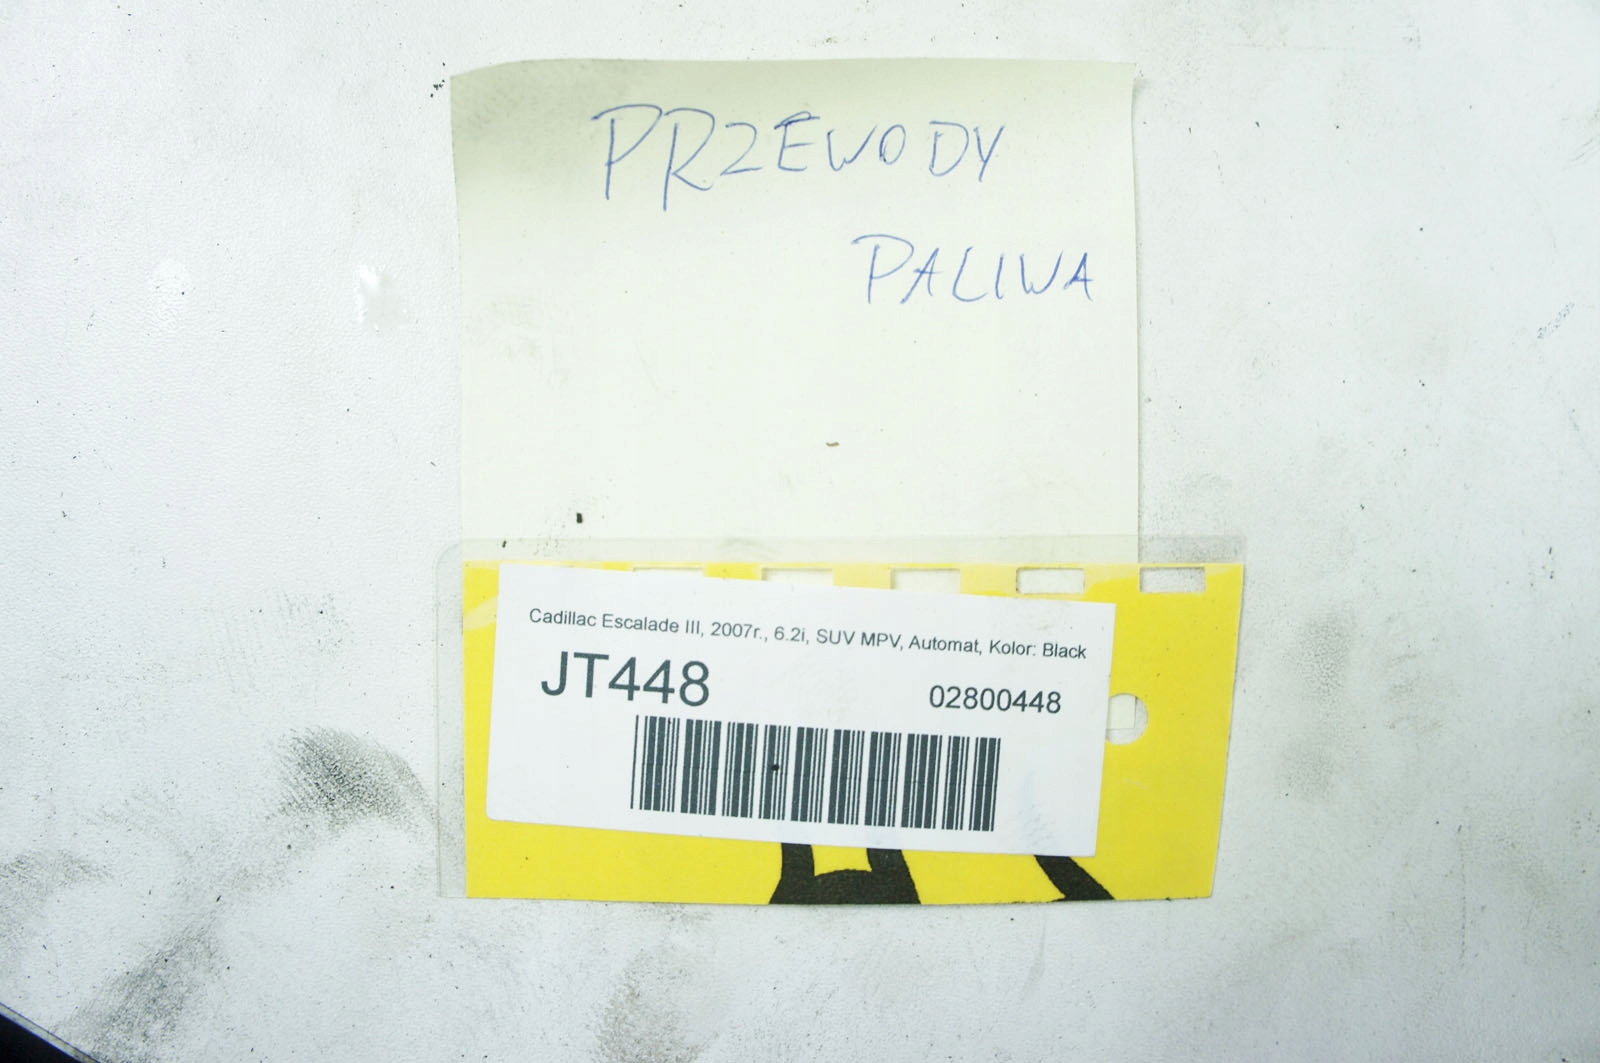 PRZEWODY
PALIWA
Cadillac Escalade III, 2007r., 6.2i, SUV MPV, Automat, Kolor: Black
JT448
02800448